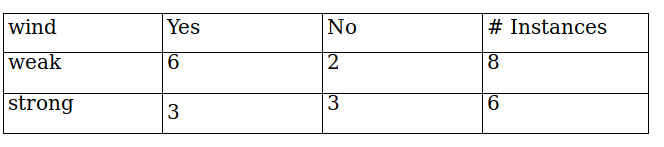 wind Yes No # Instances
weak 6 2 8
strong 3 3 6